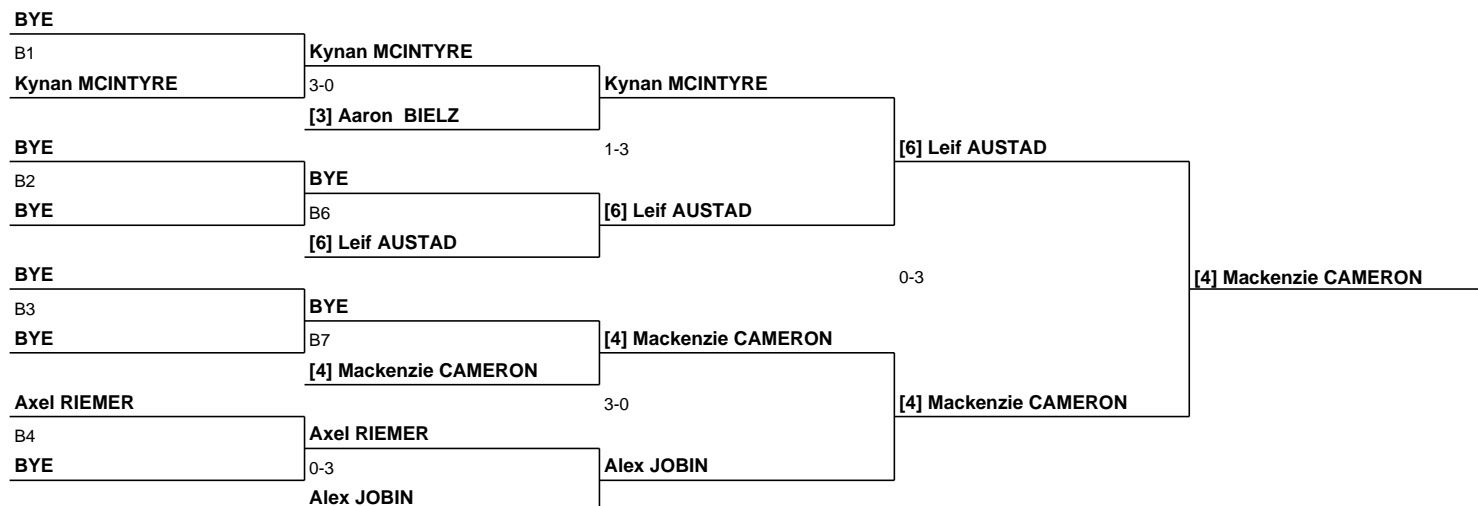 BYE
B1
Kynan MCINTYRE
Kynan MCINTYRE
3-0
[3] Aaron  BIELZ
Kynan MCINTYRE
BYE
B2
BYE
BYE
B6
[6] Leif AUSTAD
1-3
[6] Leif AUSTAD
[6] Leif AUSTAD
BYE
B3
BYE
BYE
B7
[4] Mackenzie CAMERON
[4] Mackenzie CAMERON
0-3
[4] Mackenzie CAMERON
Axel RIEMER
B4
BYE
Axel RIEMER
0-3
Alex JOBIN
3-0
Alex JOBIN
[4] Mackenzie CAMERON